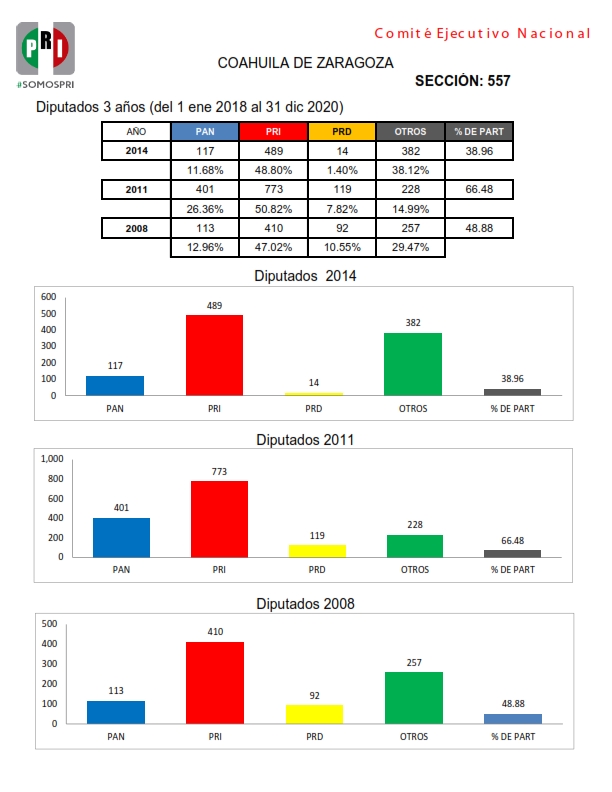 PRI
#SOMOSPRI
Comité Ejecutivo Nacional
COAHUILA DE ZARAGOZA
SECCIÓN: 557
Diputados 3 años (del 1 ene 2018 al 31 dic 2020)
AÑO PAN PRI PRD OTROS % DE PART
2014 117 489 14 382 38.96
11.68% 48.80% 1.40% 38.12%
2011 401 773 119 228 66.48
26.36% 50.82% 7.82% 14.99%
2008 113 410 92 257 48.88
12.96% 47.02% 10.55% 29.47%
Diputados 2014
600
500
400
300
200
100
0
117
489
14
382
38.96
PAN PRI PRD OTROS % DE PART
Diputados 2011
1,000
800
600
400
200
0
401
773
119
228
66.48
PAN PRI PRD OTROS % DE PART
Diputados 2008
500
400
300
200
100
0
113
410
92
257
48.88
PAN PRI PRD OTROS % DE PART